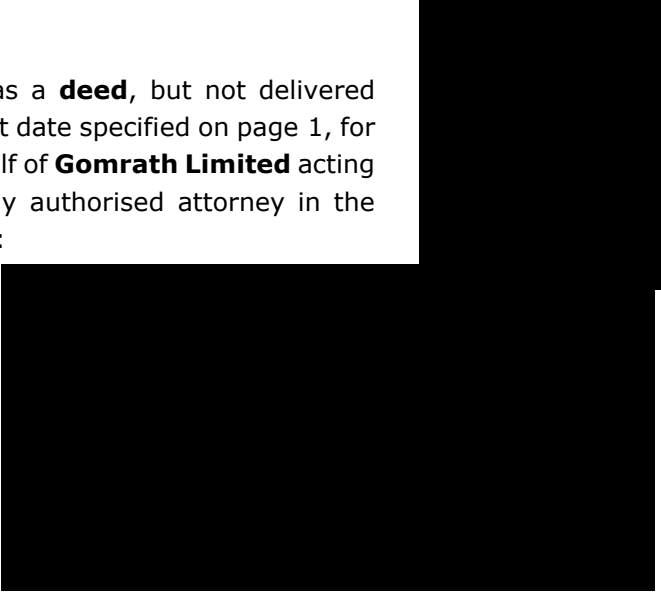 as a deed, but not delivered
t date specified on page 1, for
lf of Gomrath Limited acting
y authorised attorney in the
: